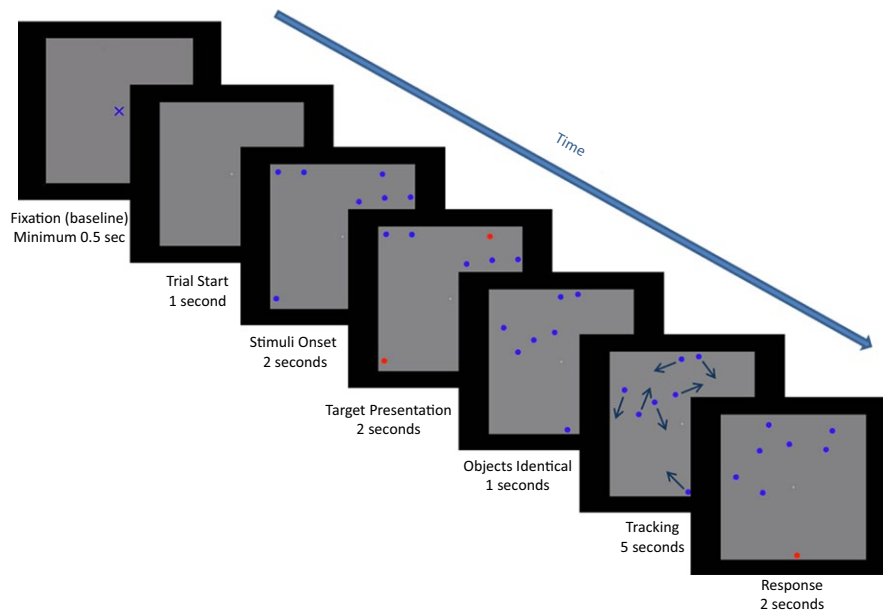 Time
Fixation (baseline)
Minimum 0.5 sec
Trial Start
1 second
Stimuli Onset
2 seconds
Target Presentation
2 seconds
Objects Identical
1 seconds
Tracking
5 seconds
Response
2 seconds